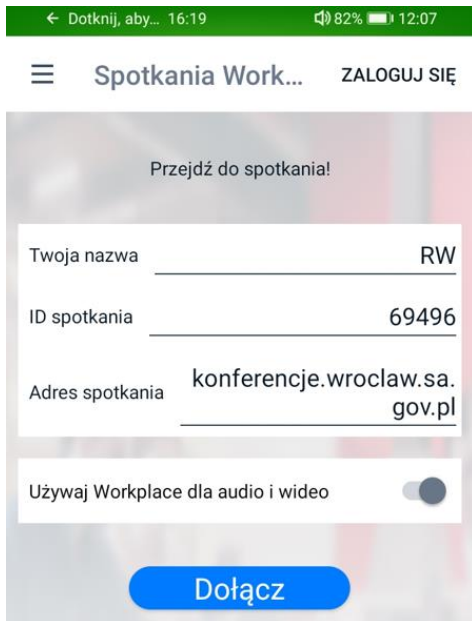 ← Dotknij, aby... 16:19 82% 12:07
Spotkania Work... ZALOGUJ SIĘ
Przejdź do spotkania!
Twoja nazwa RW
ID spotkania 69496
Adres spotkania konferencje.wroclaw.sa.
gov.pl
Używaj Workplace dla audio i wideo
Dołącz